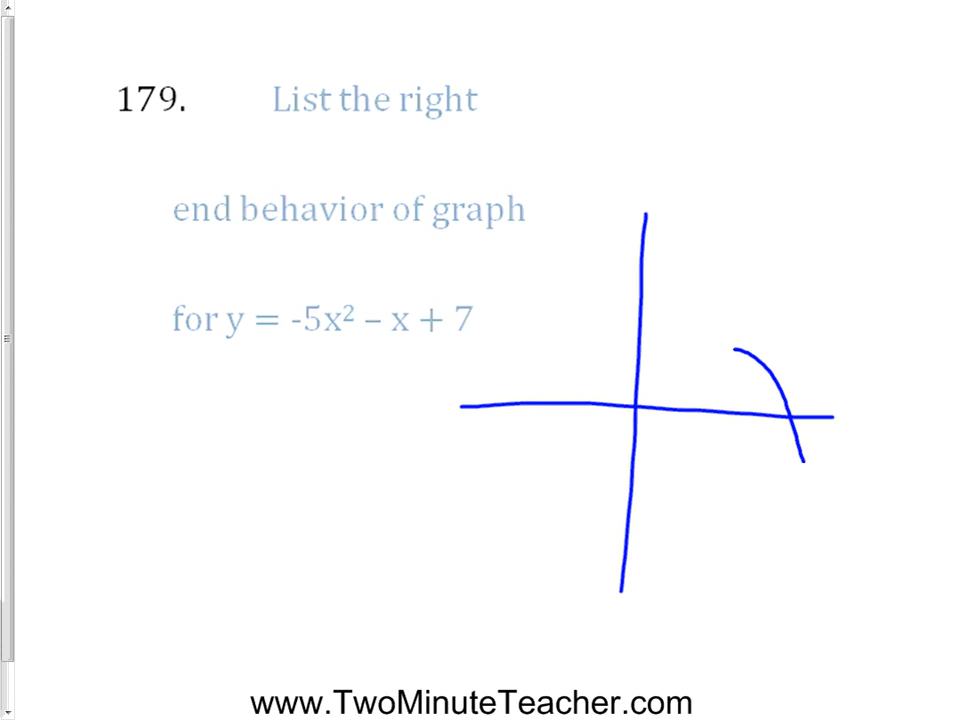 179. List the right
end behavior of graph
for y = -5x² – x + 7
www.TwoMinuteTeacher.com